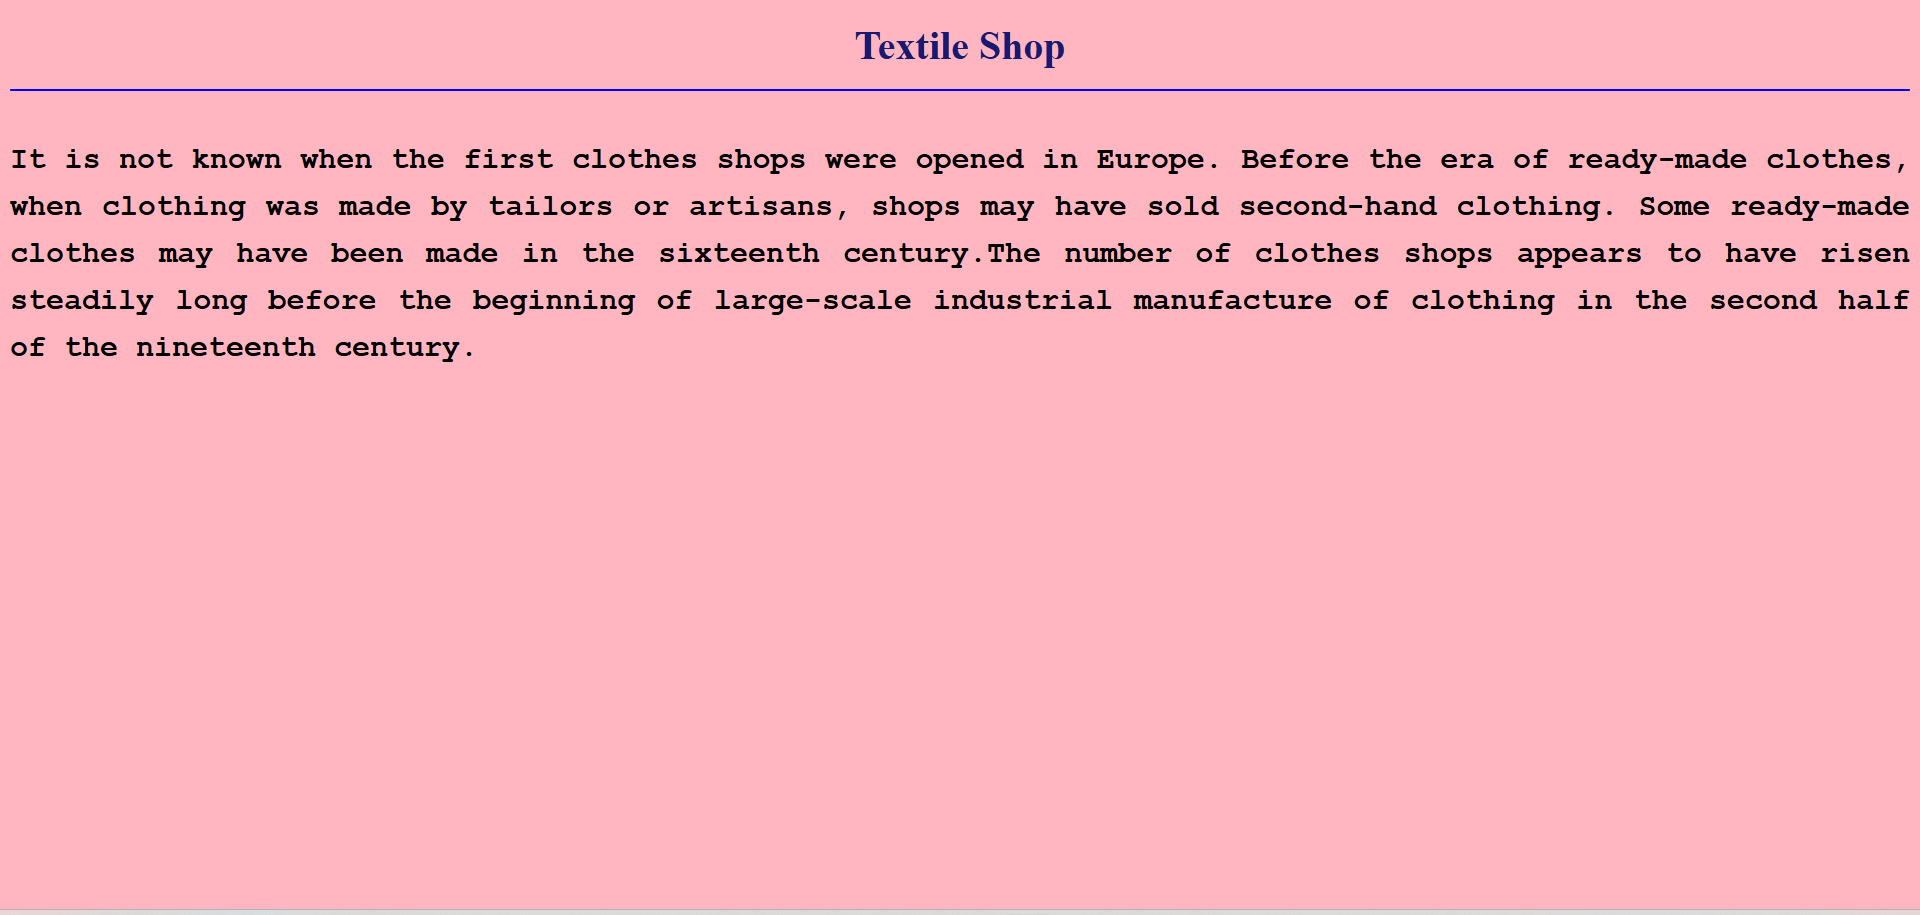 Textile Shop
It is not known when the first clothes shops were opened in Europe. Before the era of ready-made clothes,
when clothing was made by tailors or artisans, shops may have sold second-hand clothing. Some ready-made
clothes may have been made in the sixteenth century.The number of clothes shops appears to have risen
steadily long before the beginning of large-scale industrial manufacture of clothing in the second half
of the nineteenth century.